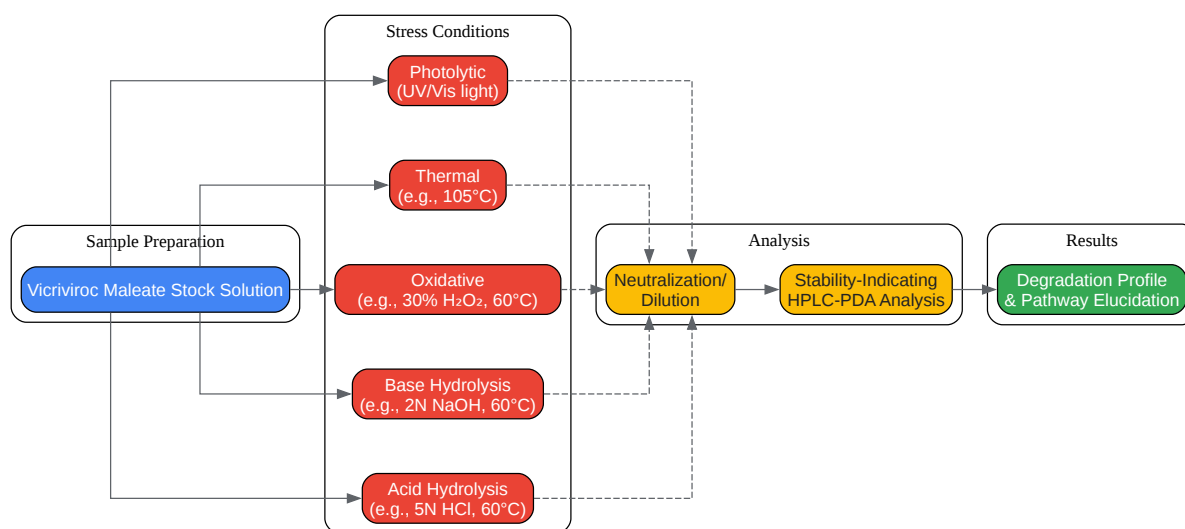 Stress Conditions
Photolytic
(UV/Vis light)
Thermal
(e.g., 105°C)
Sample Preparation
Vicriviroc Maleate Stock Solution
Oxidative
(e.g., 30% H₂O₂, 60°C)
Base Hydrolysis
(e.g., 2N NaOH, 60°C)
Acid Hydrolysis
(e.g., 5N HCl, 60°C)
Analysis
Neutralization/
Dilution
Stability-Indicating
HPLC-PDA Analysis
Results
Degradation Profile
& Pathway Elucidation